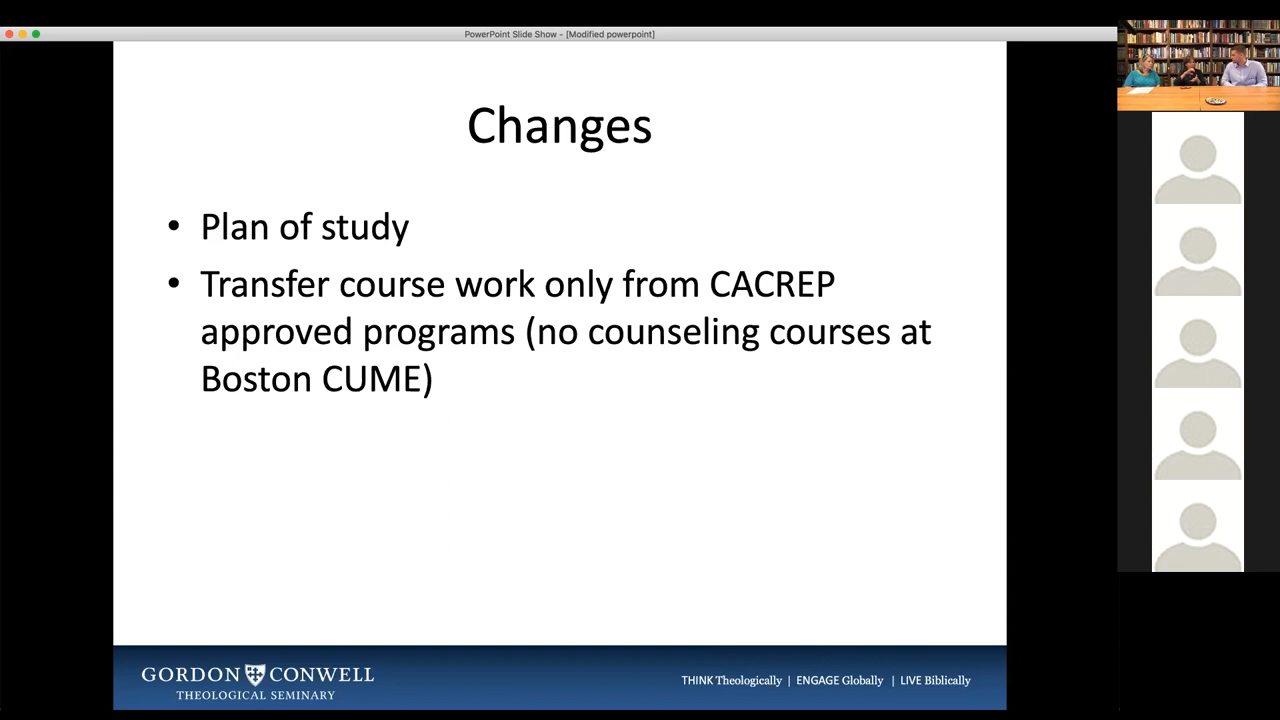 PowerPoint Slide Show - [Modified powerpoint]
Changes
• Plan of study
• Transfer course work only from CACREP
approved programs (no counseling courses at
Boston CUME)
GORDON CONWELL
THEOLOGICAL SEMINARY
THINK Theologically | ENGAGE Globally | LIVE Biblically